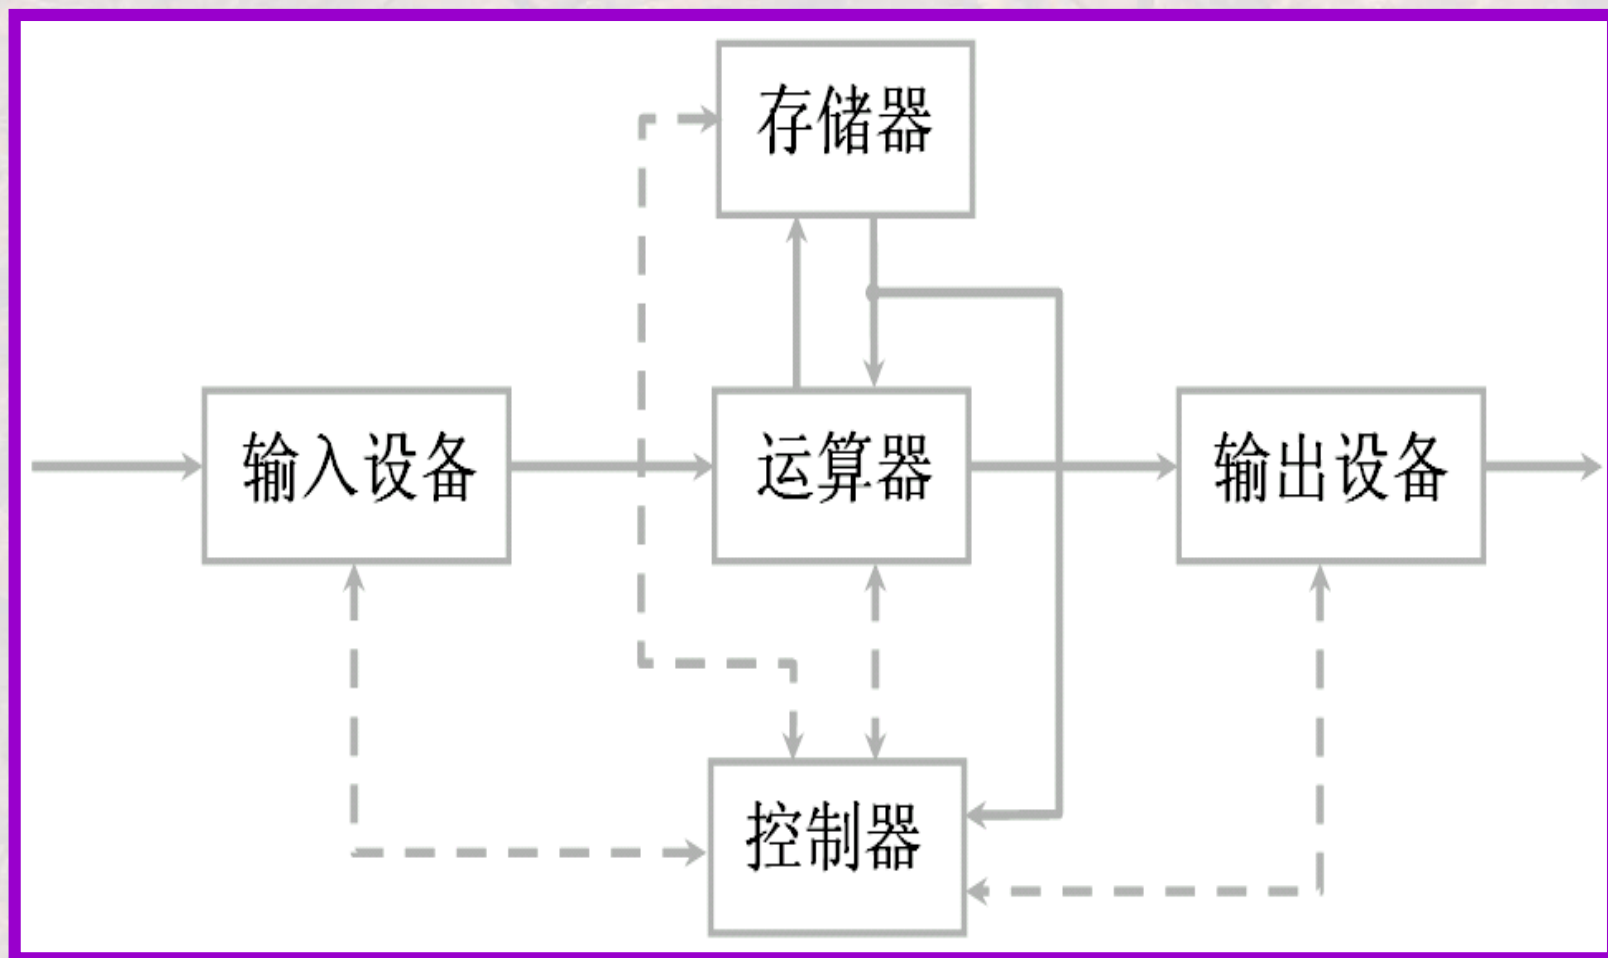 存储器
输入设备
运算器
输出设备
控制器